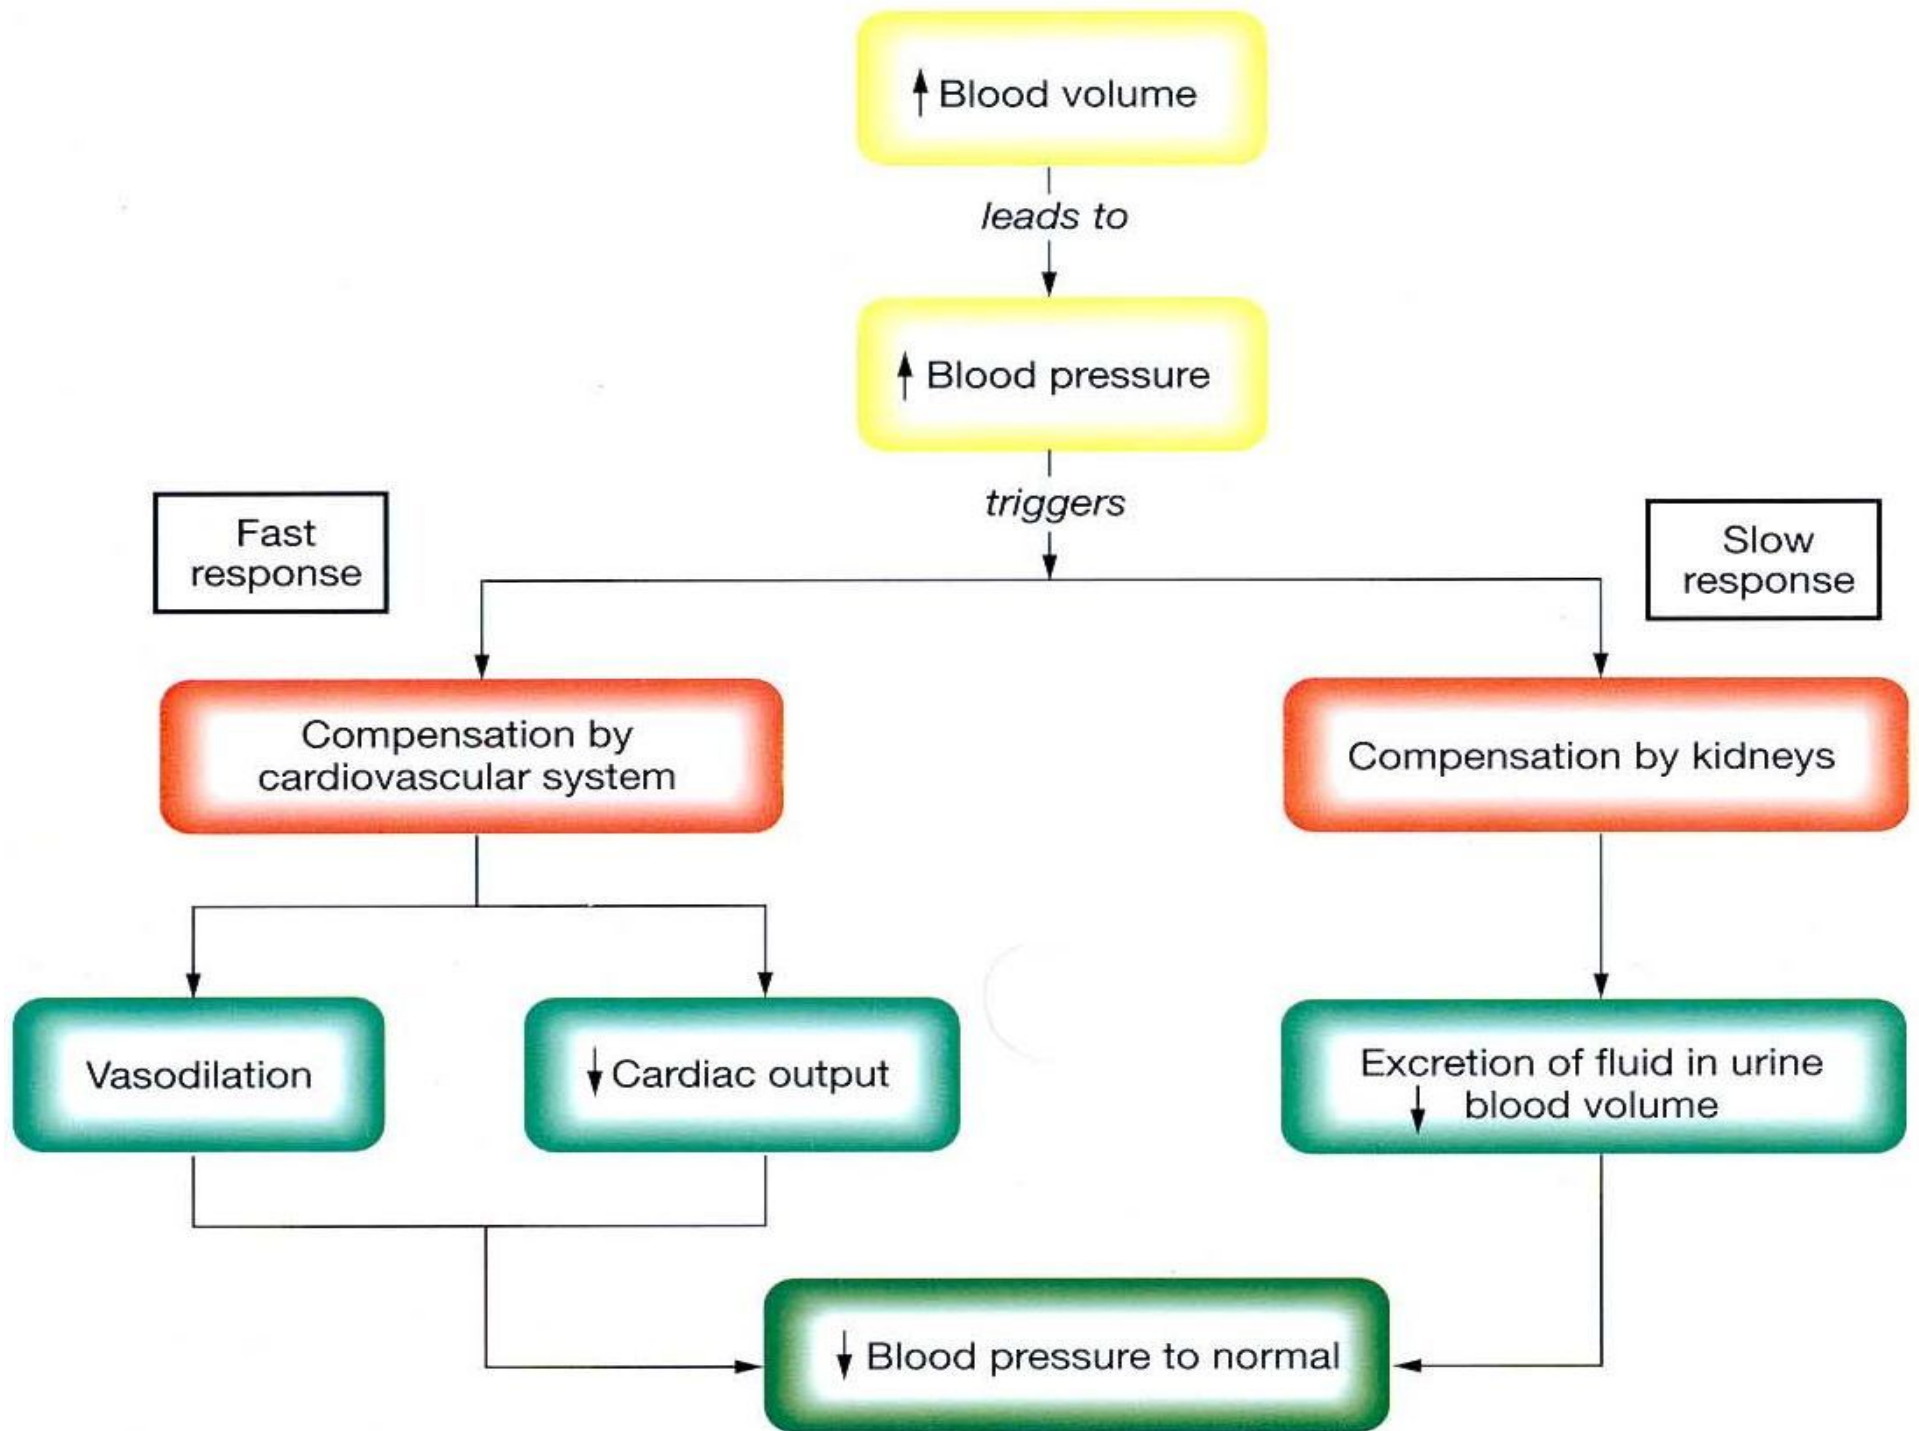 ↑ Blood volume
leads to
↑ Blood pressure
triggers
Fast
response
Slow
response
Compensation by
cardiovascular system
Compensation by kidneys
Vasodilation
↓ Cardiac output
Excretion of fluid in urine
↓ blood volume
↓ Blood pressure to normal